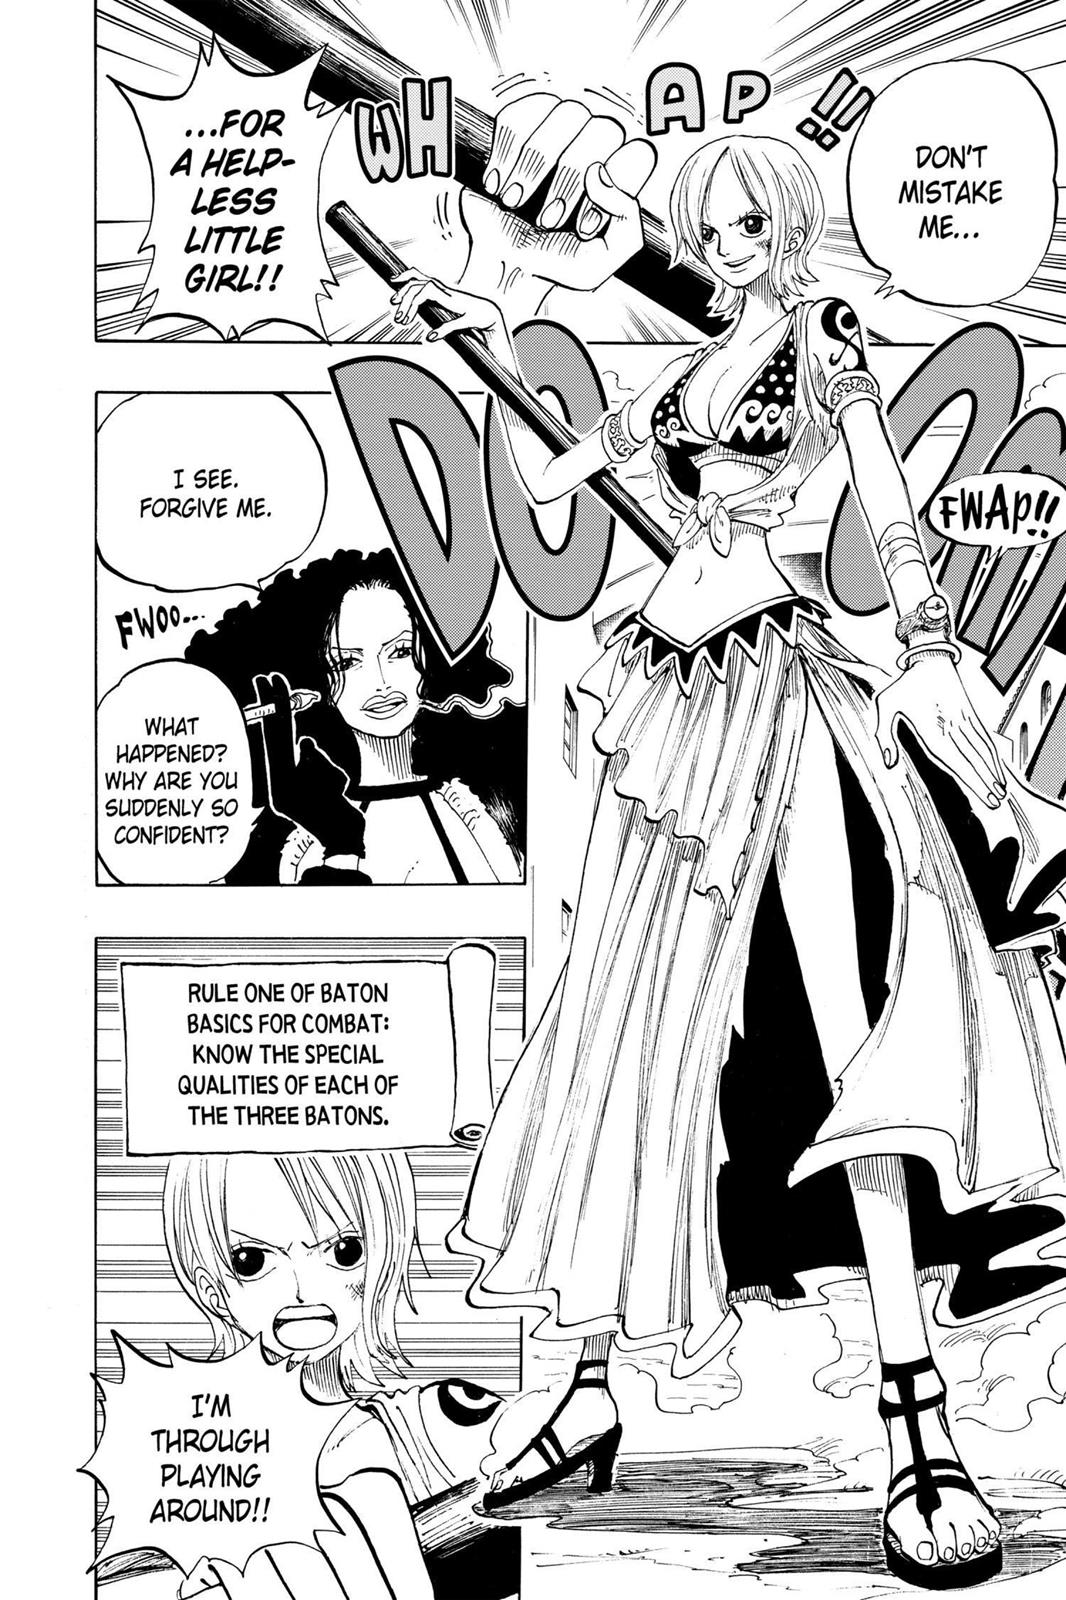 DON'T
MISTAKE
ME...
WHAP!!
...FOR
A HELP-
LESS
LITTLE
GIRL!!
DOOM
FWAP!!
I SEE.
FORGIVE ME.
FWOO...
WHAT
HAPPENED?
WHY ARE YOU
SUDDENLY SO
CONFIDENT?
RULE ONE OF BATON
BASICS FOR COMBAT:
KNOW THE SPECIAL
QUALITIES OF EACH OF
THE THREE BATONS.
I'M
THROUGH
PLAYING
AROUND!!